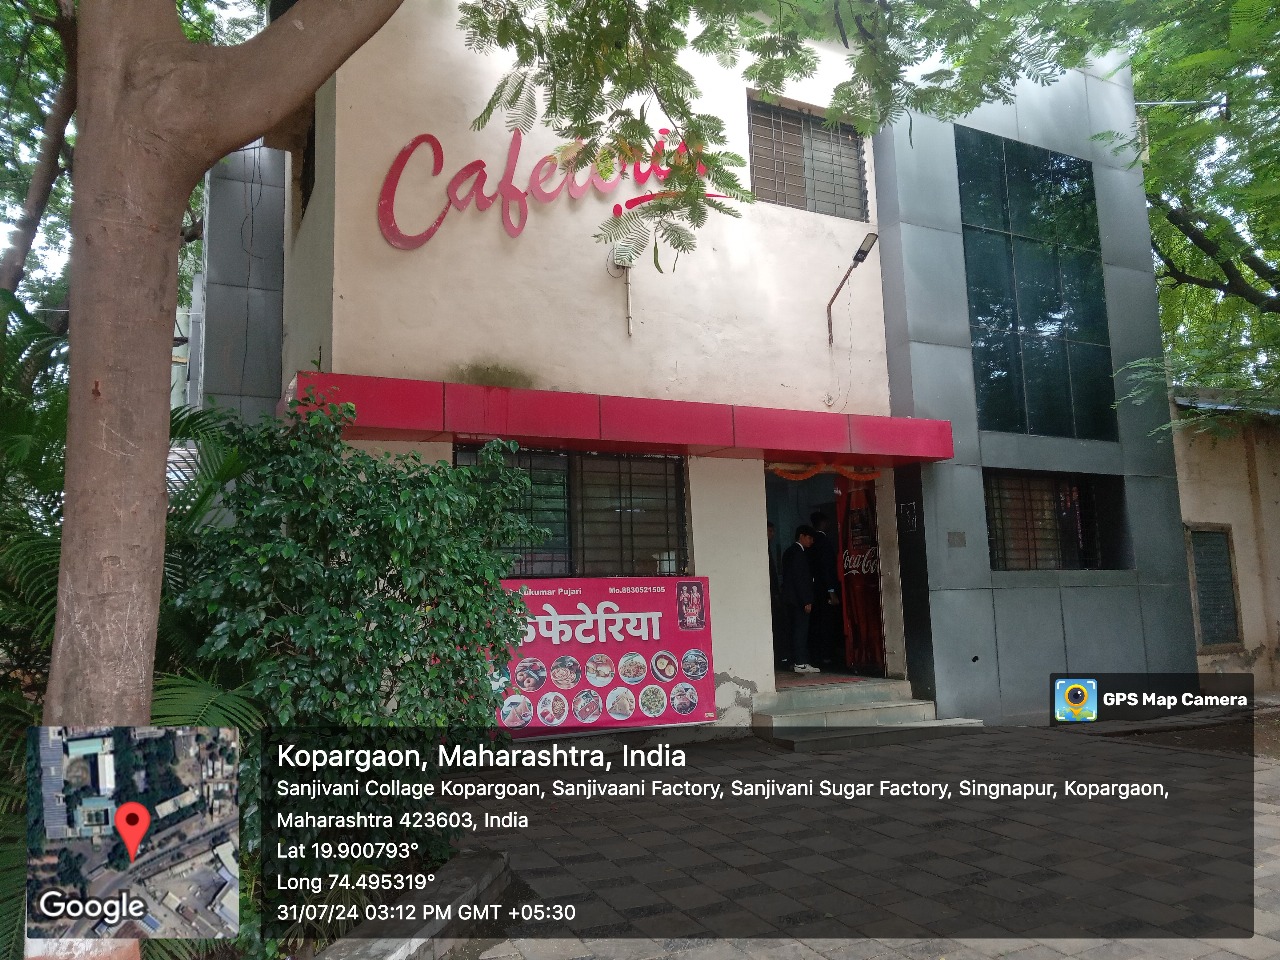 Cafeteria
Mo.8830521505
कॅफेटेरिया
Coca-Cola
GPS Map Camera
Kopargaon, Maharashtra, India
Sanjivani Collage Kopargoan, Sanjivaani Factory, Sanjivani Sugar Factory, Singnapur, Kopargaon,
Maharashtra 423603, India
Lat 19.900793°
Long 74.495319°
31/07/24 03:12 PM GMT +05:30
Google